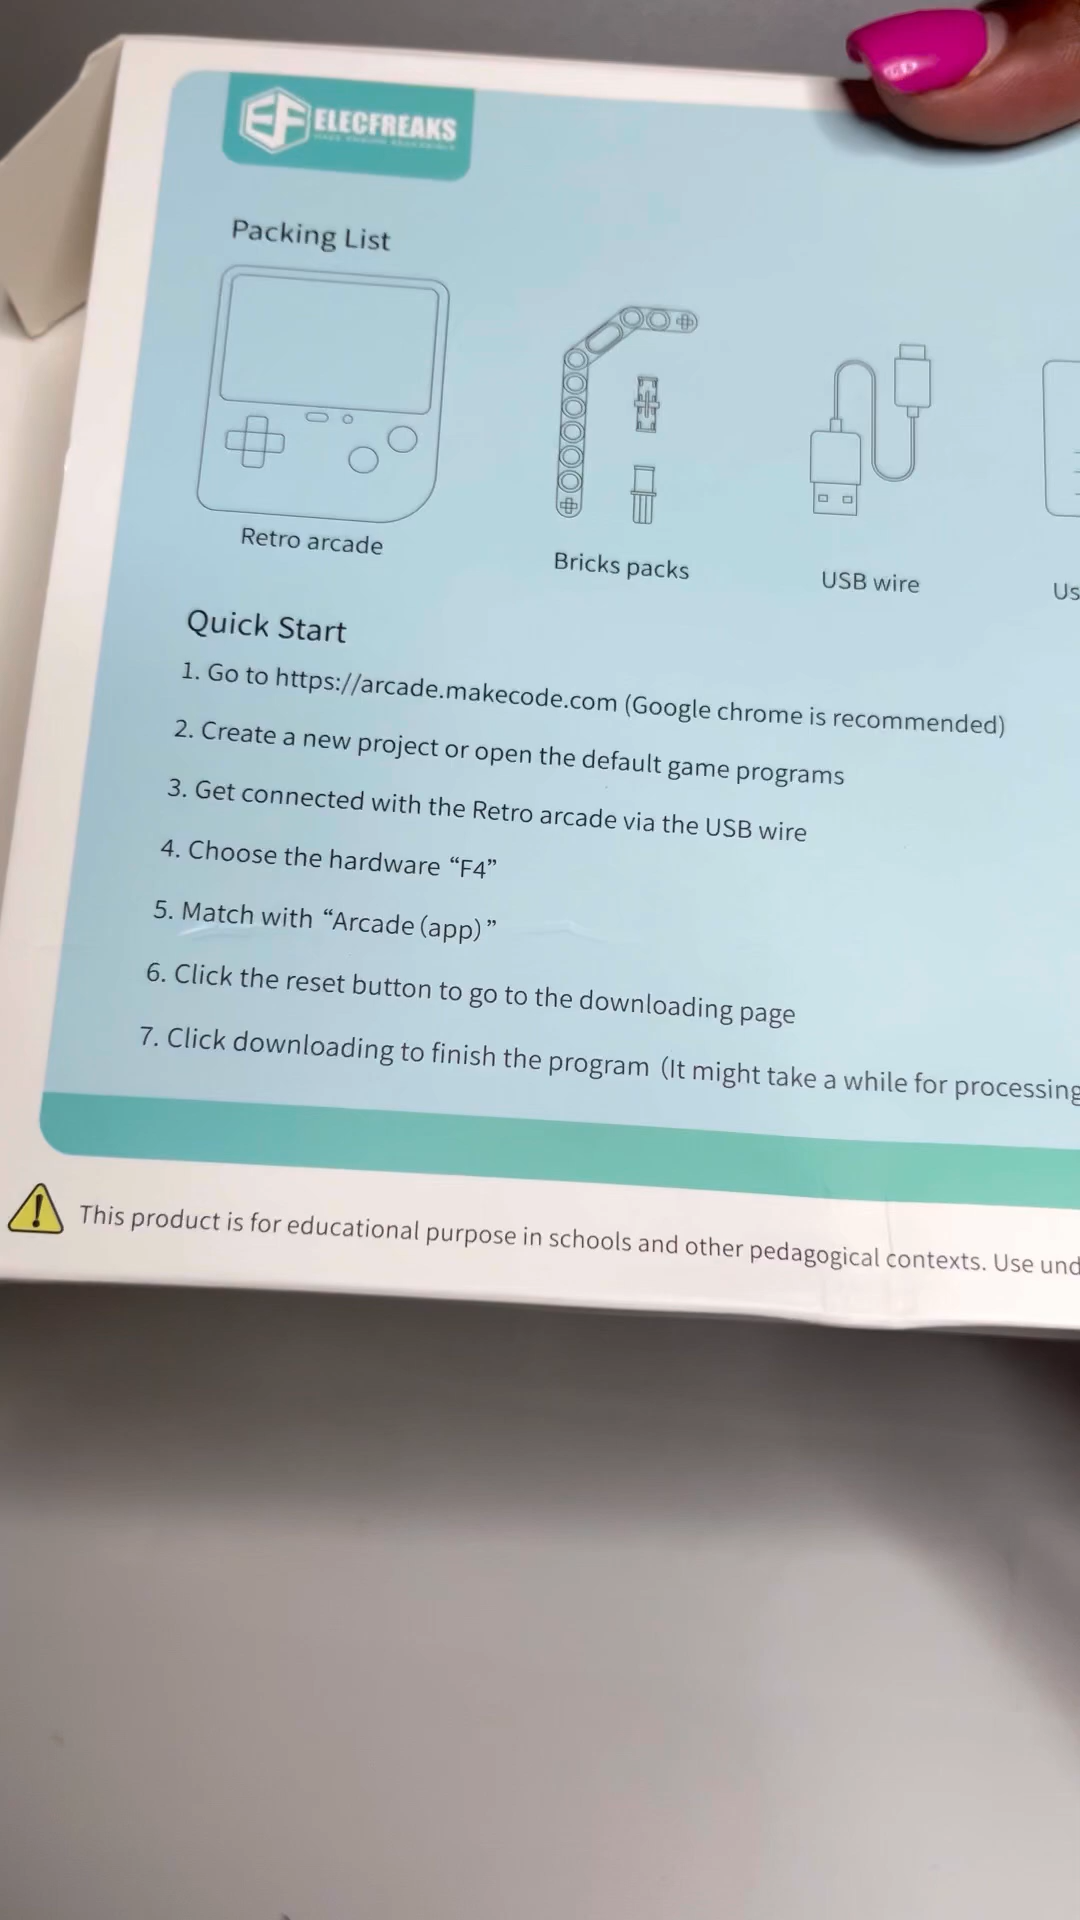 ELECFREAKS
Packing List
Retro arcade
Bricks packs
USB wire
Us
Quick Start
1. Go to https://arcade.makecode.com (Google chrome is recommended)
2. Create a new project or open the default game programs
3. Get connected with the Retro arcade via the USB wire
4. Choose the hardware “F4”
5. Match with “Arcade (app)”
6. Click the reset button to go to the downloading page
7. Click downloading to finish the program (It might take a while for processing
This product is for educational purpose in schools and other pedagogical contexts. Use und